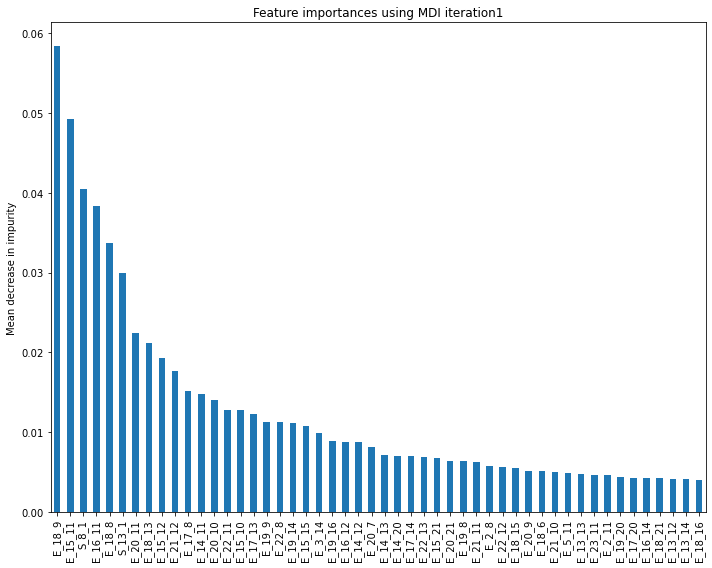 Feature importances using MDI iteration1
Mean decrease in impurity
0.06
0.05
0.04
0.03
0.02
0.01
0.00
E_18_9
E_15_11
S_8_1
E_16_11
E_18_8
S_13_1
E_20_11
E_18_13
E_15_12
E_21_12
E_17_8
E_14_11
E_20_10
E_22_11
E_15_10
E_17_13
E_19_9
E_22_8
E_19_14
E_15_15
E_3_14
E_19_16
E_16_12
E_14_12
E_20_7
E_14_13
E_14_20
E_17_14
E_22_13
E_15_21
E_20_21
E_19_8
E_21_11
E_2_8
E_22_12
E_18_15
E_20_9
E_18_6
E_21_10
E_5_11
E_13_13
E_23_11
E_2_11
E_19_20
E_17_20
E_16_14
E_18_21
E_13_12
E_13_14
E_18_16